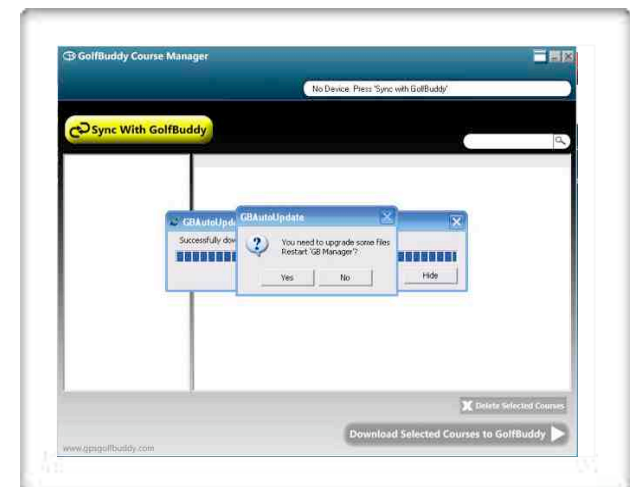 GolfBuddy Course Manager
No Device. Press 'Sync with GolfBuddy'
Sync With GolfBuddy
GBAutoUpd
GBAutoUpdate
Successfully dow
You need to upgrade some files
Restart 'GB Manager'?
Yes
No
Hide
Delete Selected Courses
Download Selected Courses to GolfBuddy
www.gpsgolfbuddy.com